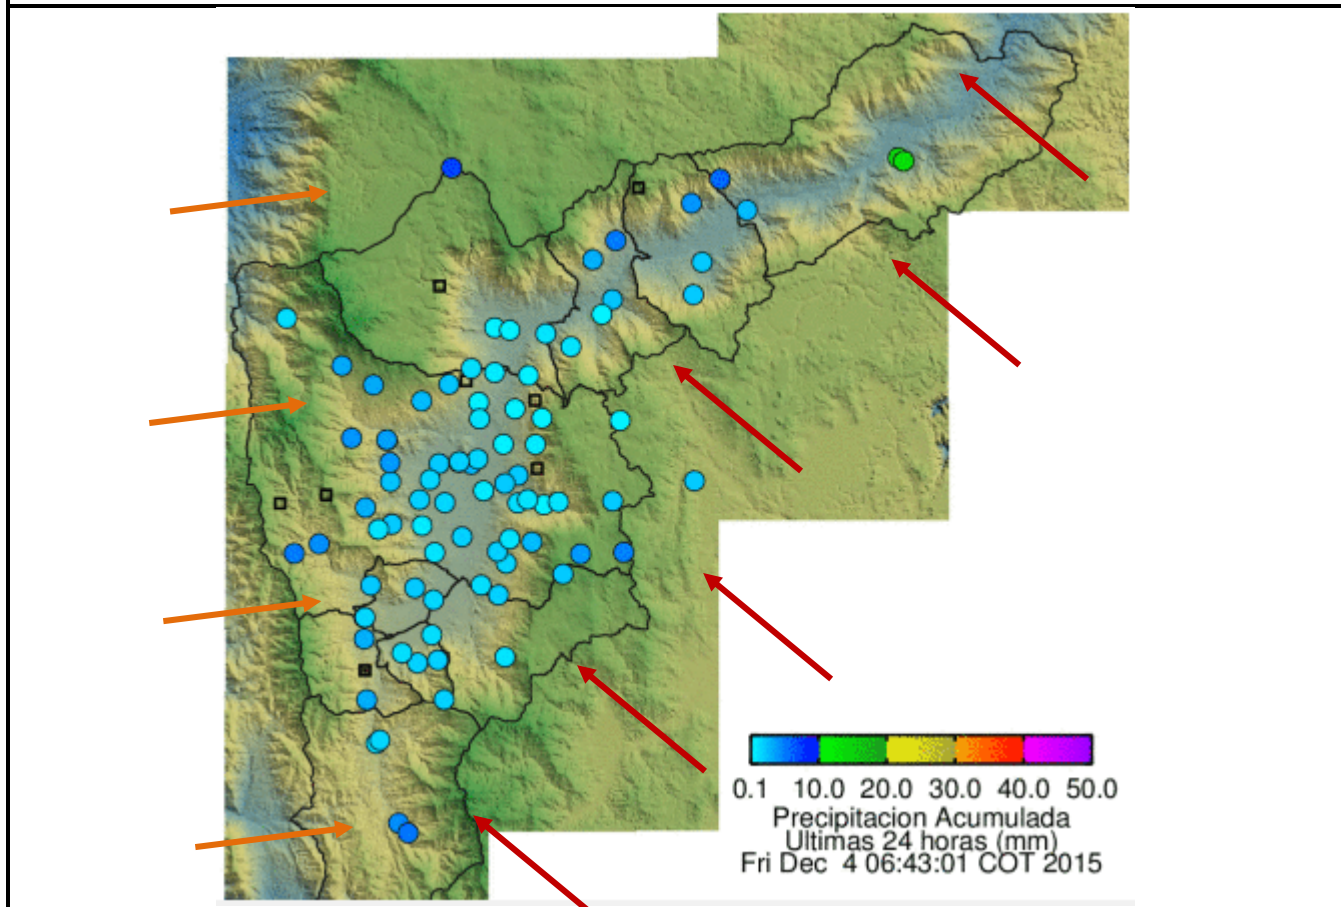 0.1 10.0 20.0 30.0 40.0 50.0
Precipitacion Acumulada
Ultimas 24 horas (mm)
Fri Dec 4 06:43:01 COT 2015